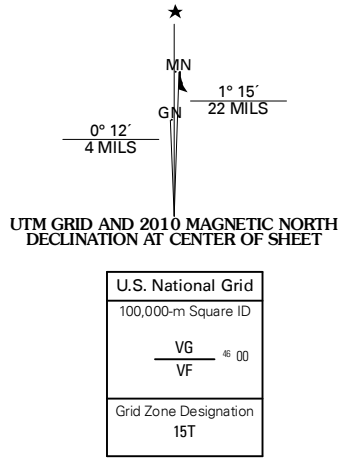 ★
MN
1° 15´
22 MILS
GN
0° 12´
4 MILS
UTM GRID AND 2010 MAGNETIC NORTH
DECLINATION AT CENTER OF SHEET
U.S. National Grid
100,000-m Square ID
VG
46 00
VF
Grid Zone Designation
15T